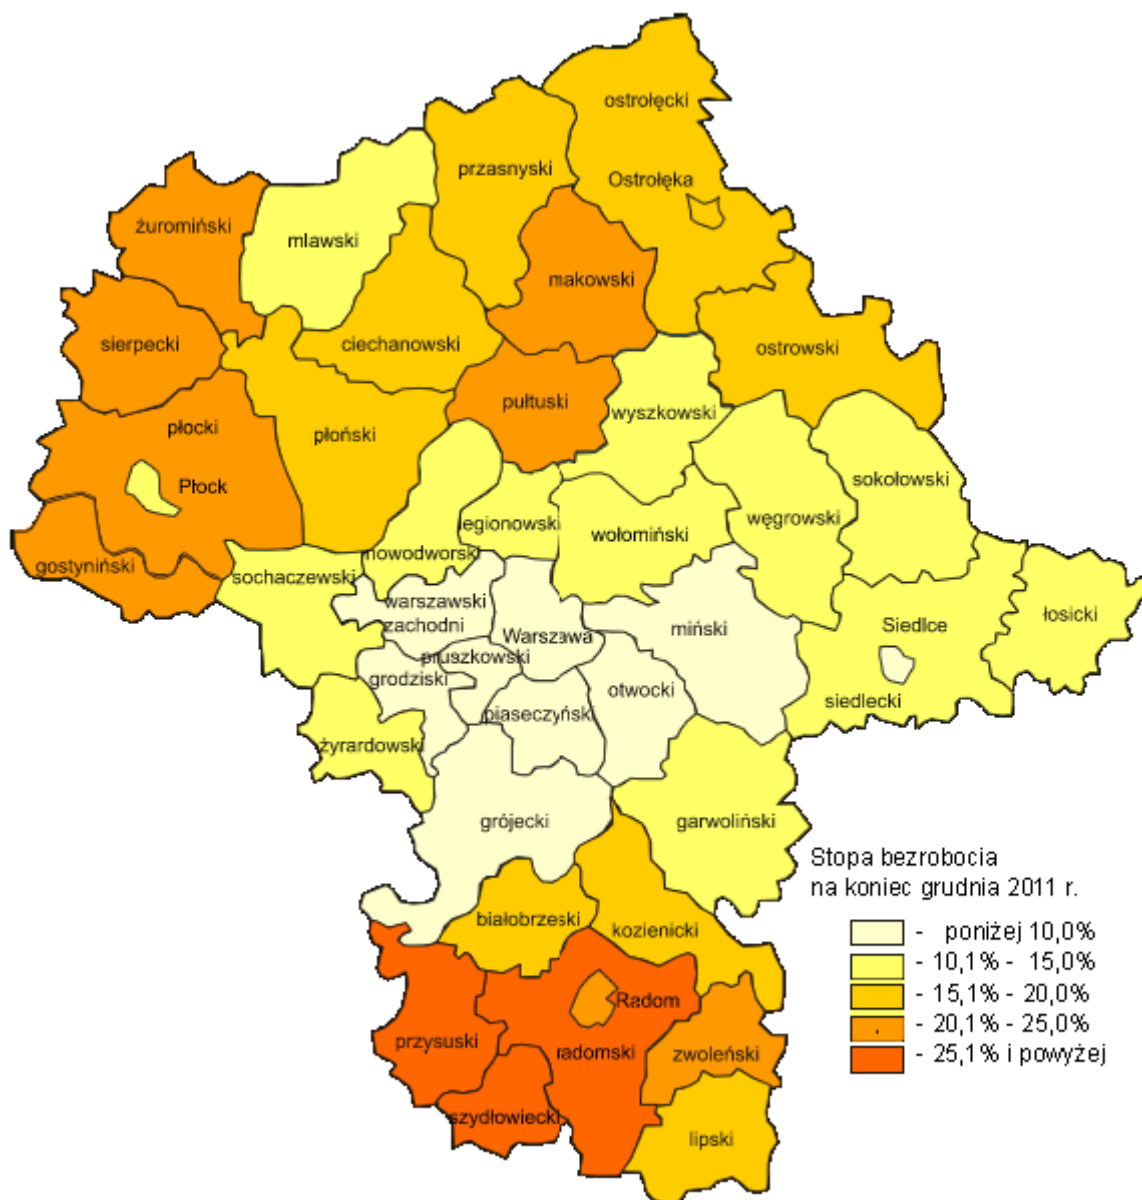 ostrołęcki
przasnyski
Ostrołęka
żuromiński
mlawski
makowski
sierpecki
ciechanowski
ostrowski
pułtuski
wyszkowski
płocki
płoński
Płock
sokołowski
węgrowski
legionowski
wołomiński
nowodworski
gostyniński
sochaczewski
warszawski
zachodni
Warszawa
miński
Siedlce
łosicki
pruszkowski
grodziski
otwocki
piaseczyński
siedlecki
żyrardowski
grójecki
garwoliński
białobrzeski
kozienicki
Radom
przysuski
radomski
zwoleński
szydłowiecki
lipski
Stopa bezrobocia
na koniec grudnia 2011 r.
- poniżej 10,0%
- 10,1% - 15,0%
- 15,1% - 20,0%
- 20,1% - 25,0%
- 25,1% i powyżej